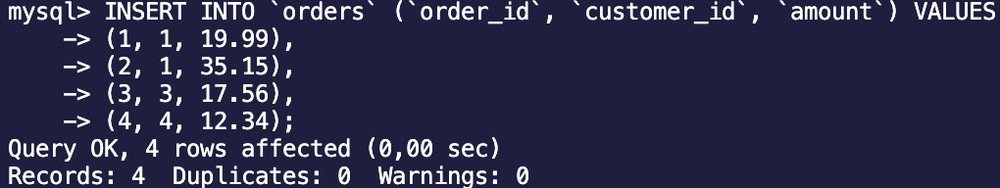 mysql> INSERT INTO `orders` (`order_id`, `customer_id`, `amount`) VALUES
    -> (1, 1, 19.99),
    -> (2, 1, 35.15),
    -> (3, 3, 17.56),
    -> (4, 4, 12.34);
Query OK, 4 rows affected (0,00 sec)
Records: 4  Duplicates: 0  Warnings: 0